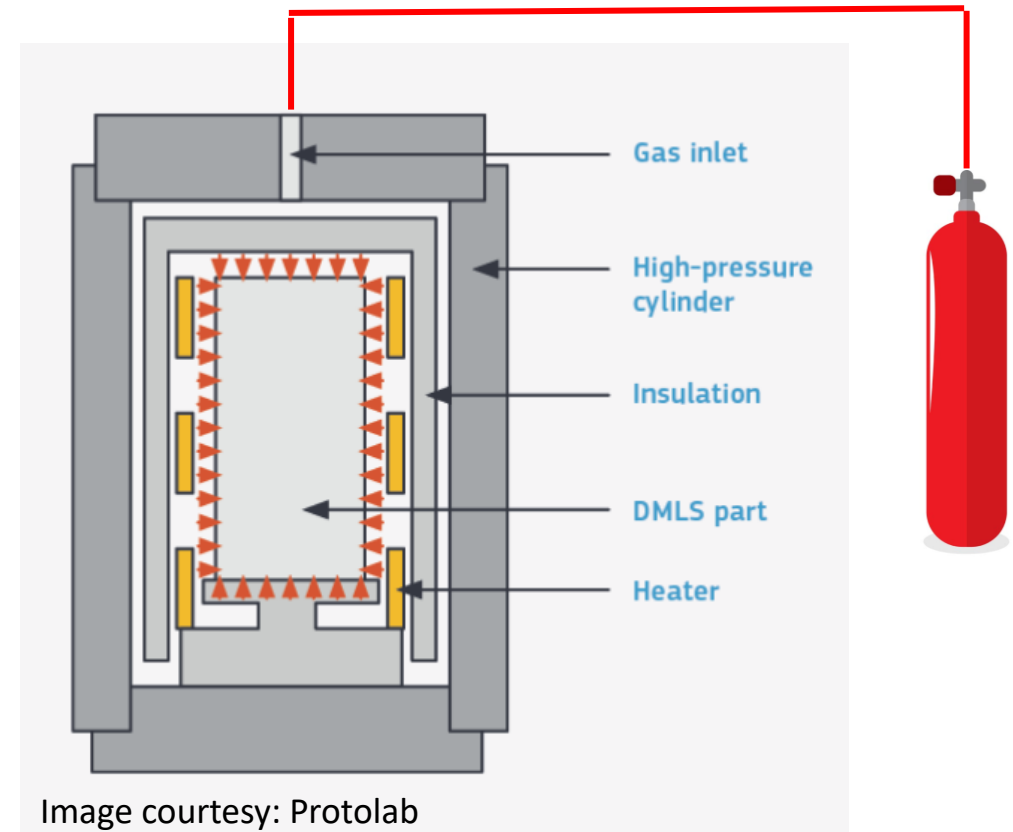 Gas inlet
High-pressure
cylinder
Insulation
DMLS part
Heater
Image courtesy: Protolab